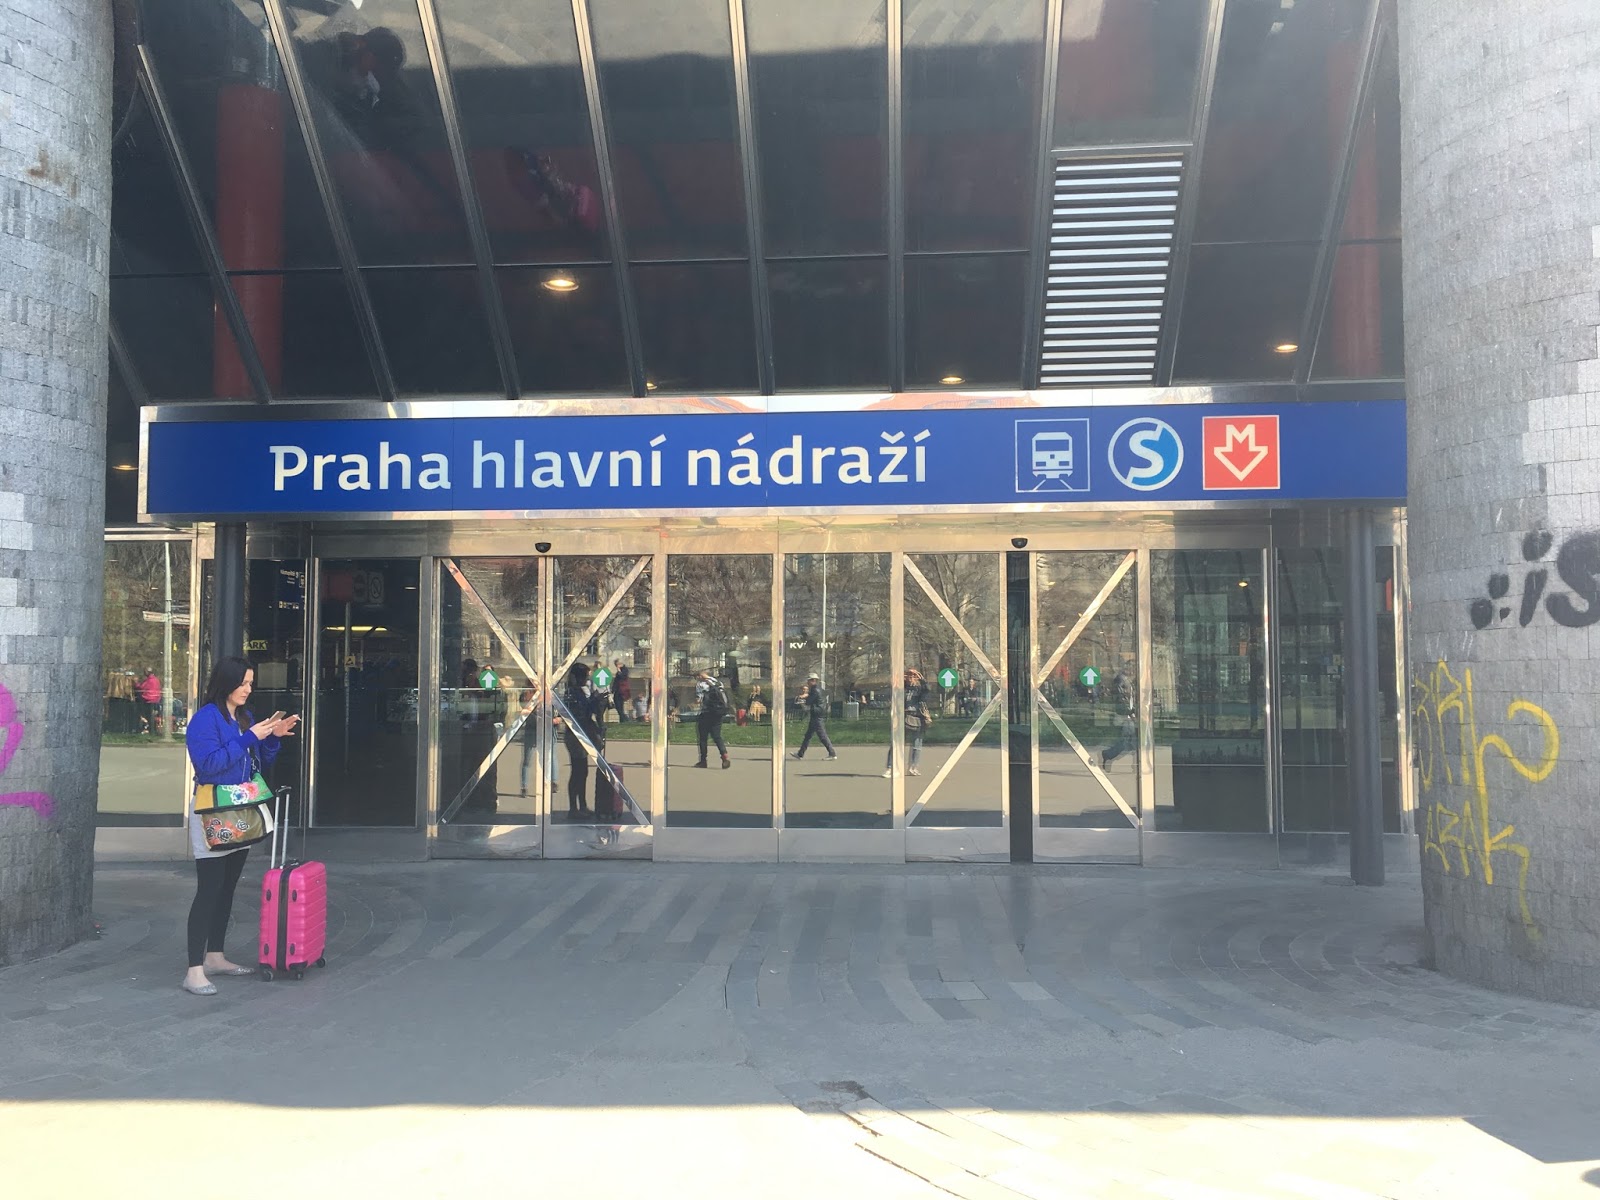 Praha hlavní nádraží S M